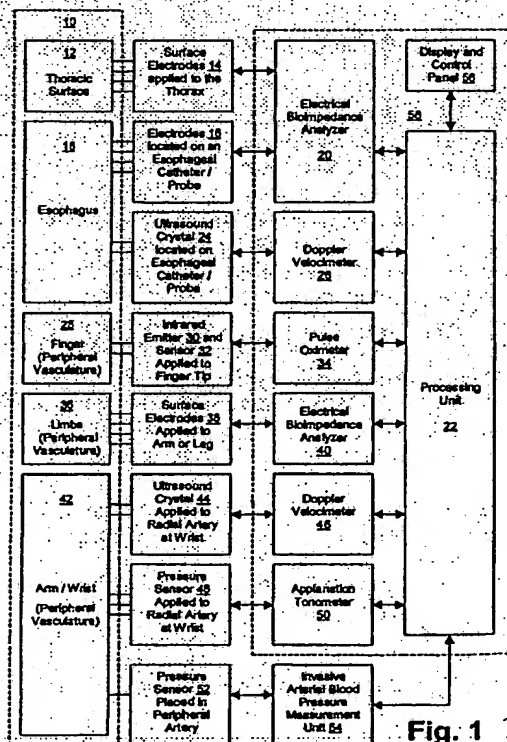 10
12
Thoracic
Surface
Surface
Electrodes 14
applied to the
Thorax
Electrical
Bioimpedance
Analyzer
20
Display and
Control
Panel 56
58
Esophagus
Electrodes 18
located on an
Esophageal
Catheter /
Probe
Ultrasound
Crystal 24
located on
Esophageal
Catheter /
Probe
Doppler
Velocimeter
26
Finger
(Peripheral
Vasculature)
Infrared
Emitter 30 and
Sensor 32
Applied to
Finger Tip
Pulse
Oximeter
34
Processing
Unit
22
36
Limbs
(Peripheral
Vasculature)
Surface
Electrodes 38
Applied to
Arm or Leg
Electrical
Bioimpedance
Analyzer
40
42
Arm / Wrist
(Peripheral
Vasculature)
Ultrasound
Crystal 44
Applied to
Radial Artery
at Wrist
Doppler
Velocimeter
46
Pressure
Sensor 48
Applied to
Radial Artery
at Wrist
Applanation
Tonometer
50
Pressure
Sensor 52
Placed in
Peripheral
Artery
Invasive
Arterial Blood
Pressure
Measurement
Unit 54
Fig. 1